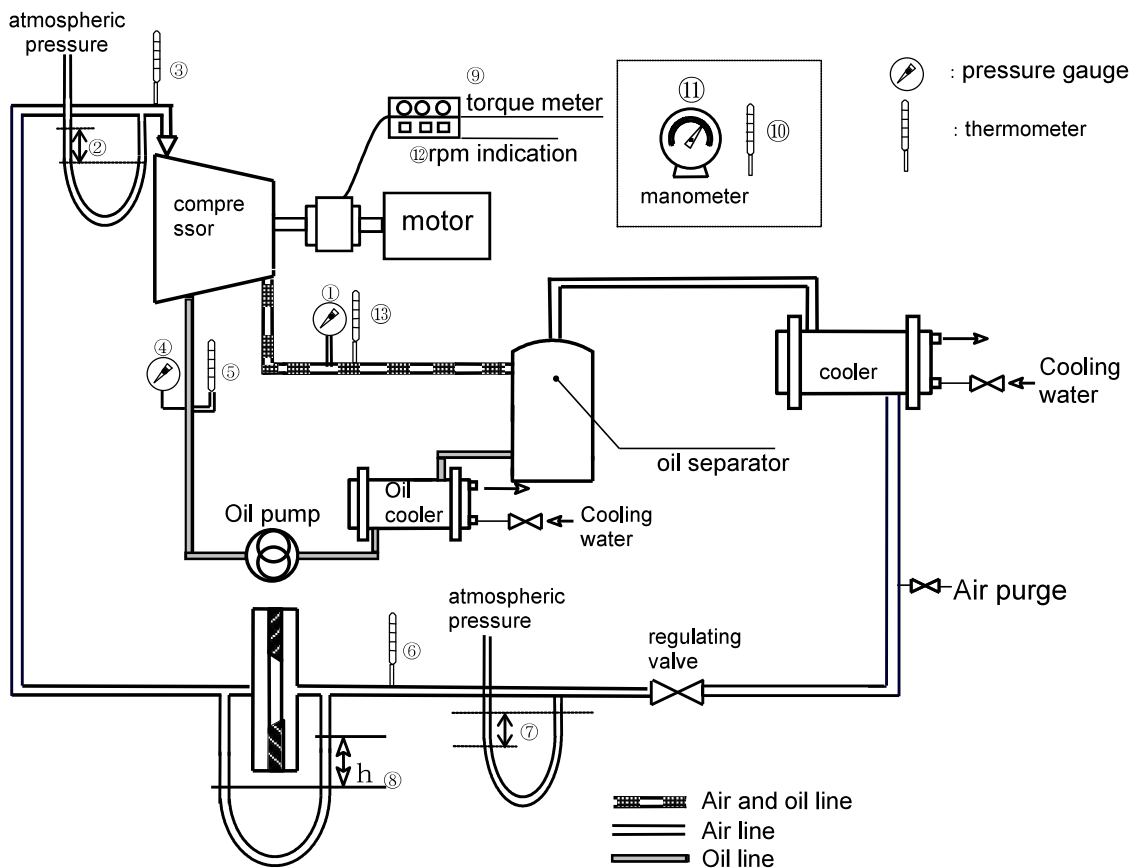 atmospheric
pressure
③
②
⑨
torque meter
⑫rpm indication
⑪
⑩
manometer
: pressure gauge
: thermometer
compre
ssor
motor
①
⑬
④
⑤
cooler
Cooling
water
oil separator
Oil
cooler
Cooling
water
Oil pump
Air purge
atmospheric
pressure
regulating
valve
⑥
⑦
h ⑧
Air and oil line
Air line
Oil line